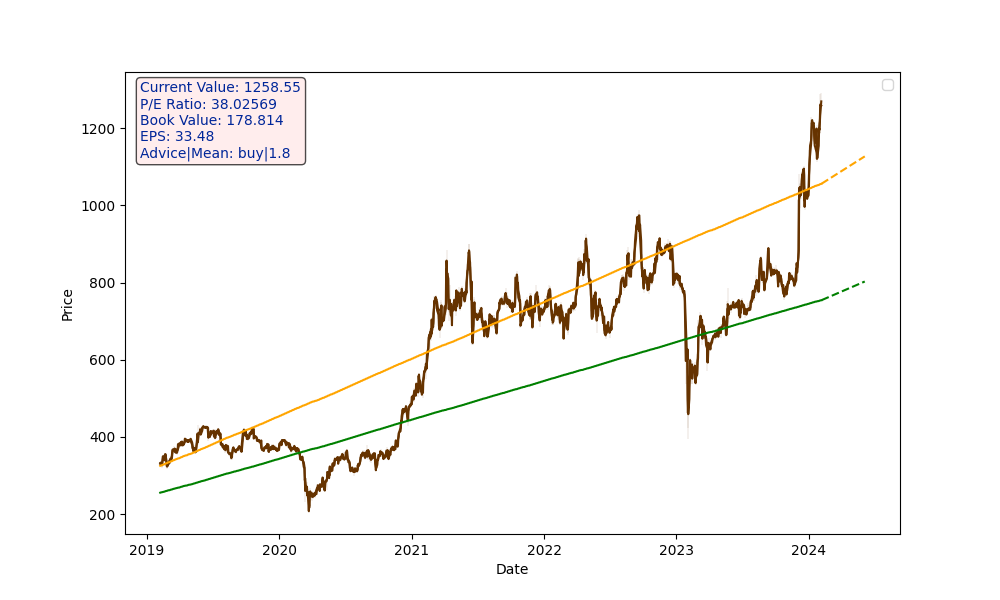 Current Value: 1258.55
P/E Ratio: 38.02569
Book Value: 178.814
EPS: 33.48
Advice|Mean: buy|1.8
1200
1000
800
600
400
200
Price
2019 2020 2021 2022 2023 2024
Date